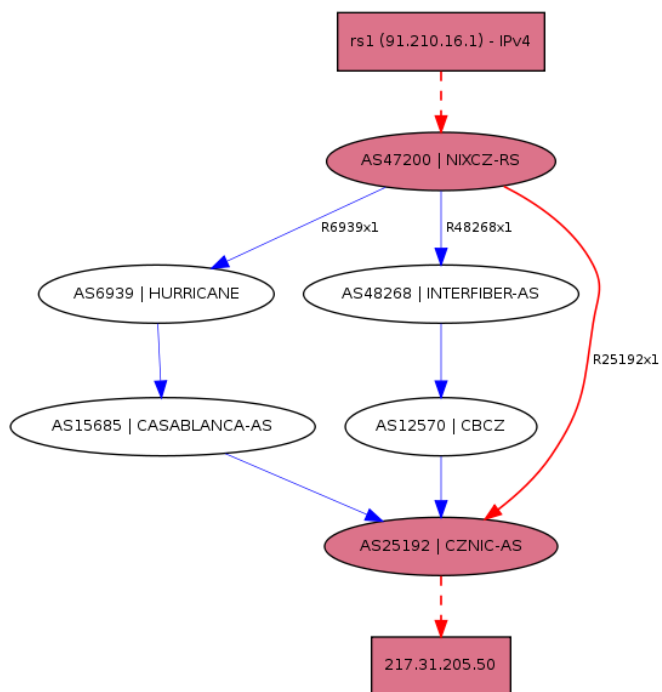 rs1 (91.210.16.1) - IPv4
AS47200 | NIXCZ-RS
R6939x1
R48268x1
AS6939 | HURRICANE
AS48268 | INTERFIBER-AS
R25192x1
AS15685 | CASABLANCA-AS
AS12570 | CBCZ
AS25192 | CZNIC-AS
217.31.205.50